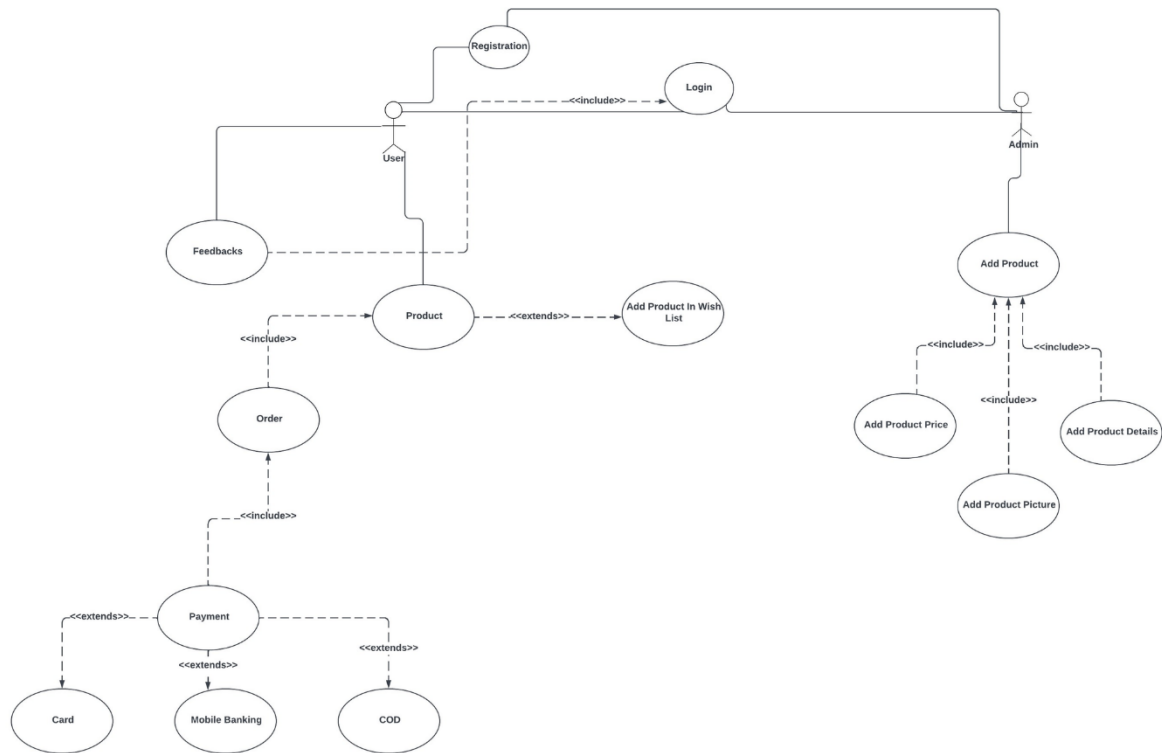 Registration
Login
<<include>>
User
Admin
Feedbacks
Add Product
Product
<<extends>>
Add Product In Wish
List
<<include>>
<<include>>
<<include>>
<<include>>
Order
Add Product Price
Add Product Details
Add Product Picture
<<include>>
Payment
<<extends>>
<<extends>>
<<extends>>
Card
Mobile Banking
COD